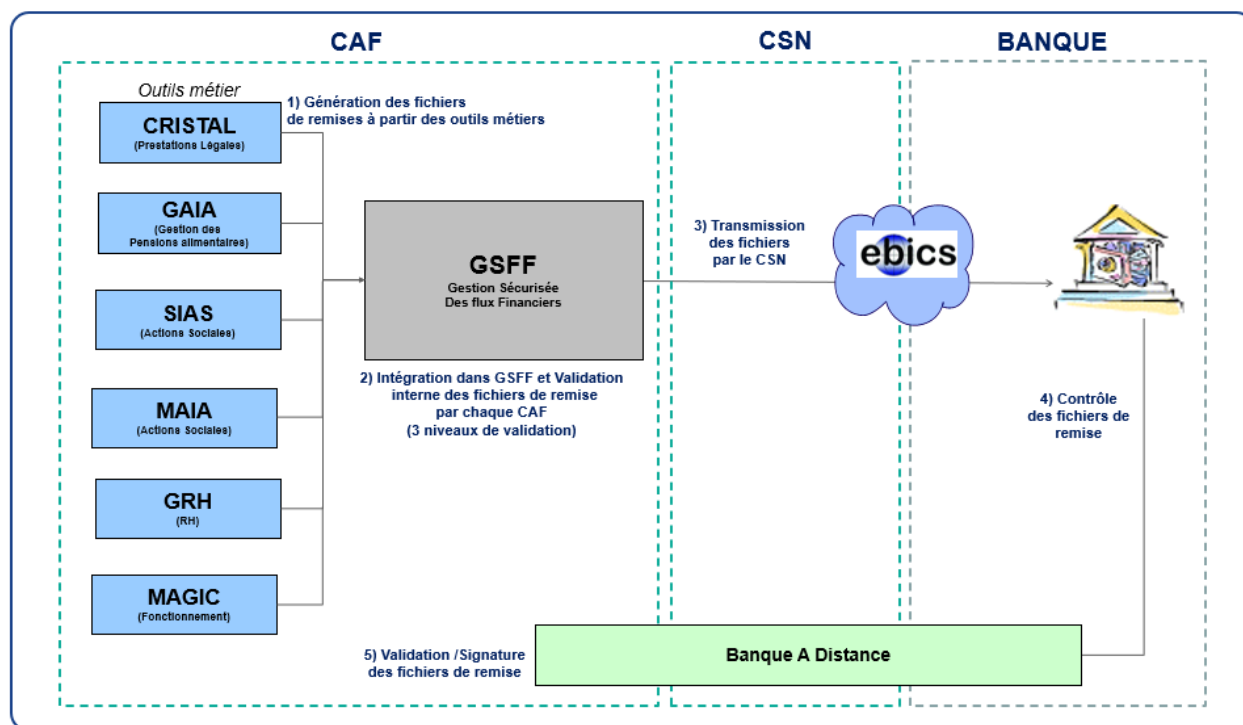 CAF
CSN
BANQUE
Outils métier
1) Génération des fichiers
de remises à partir des outils métiers
CRISTAL
(Prestations Légales)
GAIA
(Gestion des
Pensions alimentaires)
SIAS
(Actions Sociales)
MAIA
(Actions Sociales)
GRH
(RH)
MAGIC
(Fonctionnement)
GSFF
Gestion Sécurisée
Des flux Financiers
2) Intégration dans GSFF et Validation
interne des fichiers de remise
par chaque CAF
(3 niveaux de validation)
3) Transmission
des fichiers
par le CSN
ebics
4) Contrôle
des fichiers de
remise
5) Validation /Signature
des fichiers de remise
Banque A Distance